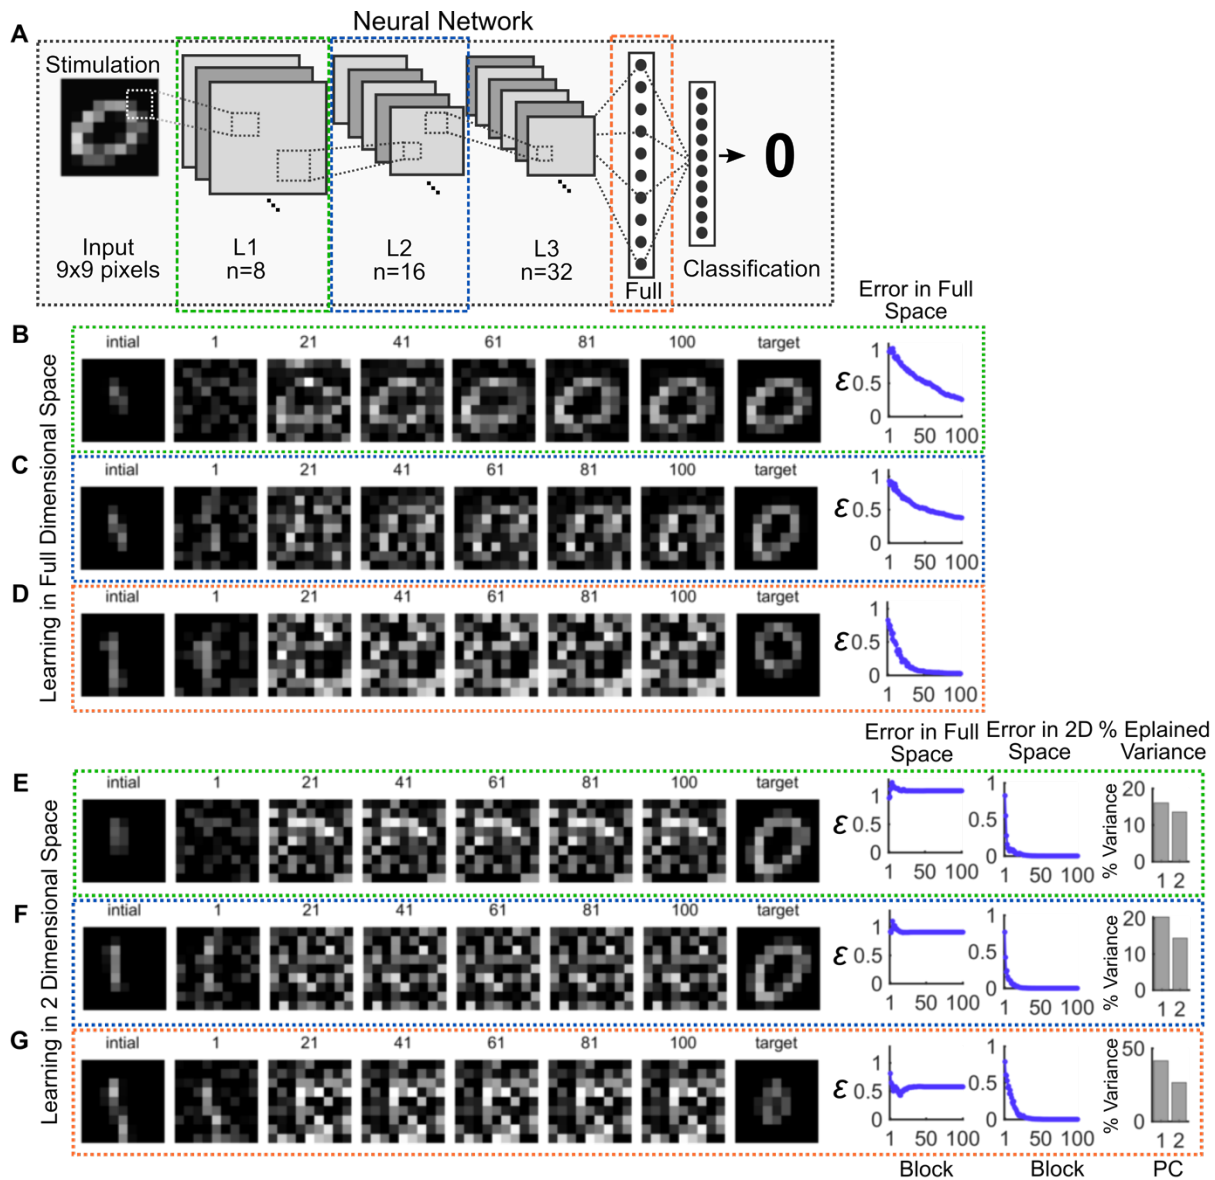 Neural Network
A
Stimulation
0
Input
9x9 pixels
L1
n=8
L2
n=16
L3
n=32
Full
Classification
Error in Full
Space
Learning in Full Dimensional Space
B
intial 1 21 41 61 81 100 target
ε
1
0.5
0
1 50 100
C
intial 1 21 41 61 81 100 target
ε
1
0.5
0
1 50 100
D
intial 1 21 41 61 81 100 target
ε
1
0.5
0
1 50 100
Error in Full
Space
Error in 2D
Space
% Eplained
Variance
Learning in 2 Dimensional Space
E
intial 1 21 41 61 81 100 target
ε
1
0.5
0
1 50 100
1
0.5
0
1 50 100
% Variance
20
10
0
1 2
F
intial 1 21 41 61 81 100 target
ε
1
0.5
0
1 50 100
1
0.5
0
1 50 100
% Variance
20
10
0
1 2
G
intial 1 21 41 61 81 100 target
ε
1
0.5
0
1 50 100
1
0.5
0
1 50 100
% Variance
50
0
1 2
Block
Block
PC